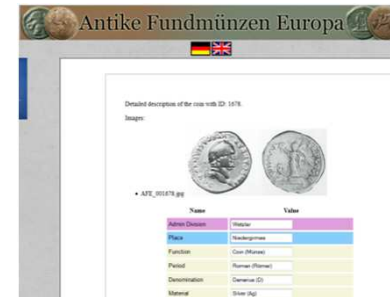 Antike Fundmünzen Europa
Detailed description of the coin with ID: 1678.
Images:
AFE_001678.jpg
Name Value
Admin Division Wetzlar
Place Niedergirmes
Function Coin (Münze)
Period Roman (Römer)
Denomination Denarius (D)
Material Silver (Ag)